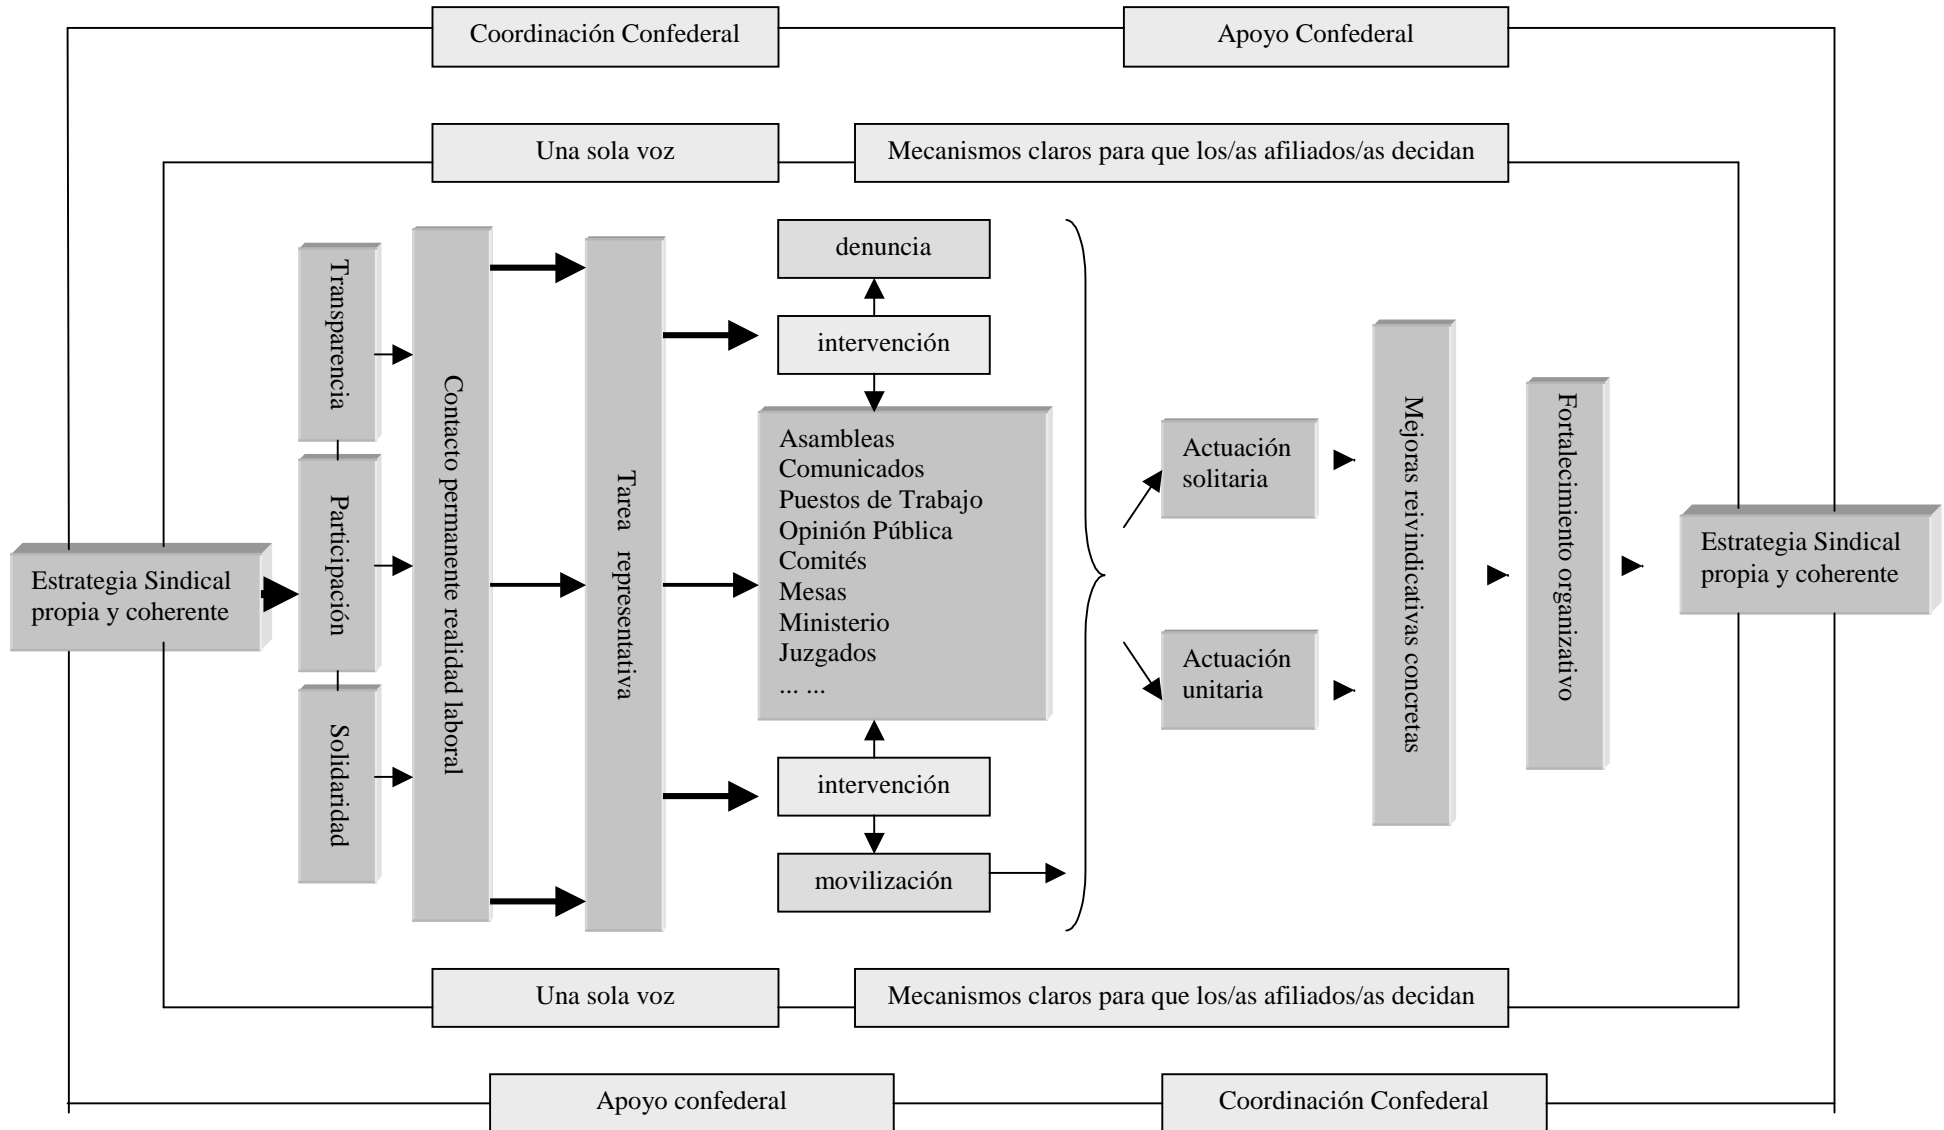 Coordinación Confederal
Apoyo Confederal
Una sola voz
Mecanismos claros para que los/as afiliados/as decidan
Estrategia Sindical
propia y coherente
Transparencia
Participación
Solidaridad
Contacto permanente realidad laboral
Tarea representativa
denuncia
intervención
Asambleas
Comunicados
Puestos de Trabajo
Opinión Pública
Comités
Mesas
Ministerio
Juzgados
... ...
intervención
movilización
Actuación
solitaria
Actuación
unitaria
Mejoras reivindicativas concretas
Fortalecimiento organizativo
Estrategia Sindical
propia y coherente
Una sola voz
Mecanismos claros para que los/as afiliados/as decidan
Apoyo confederal
Coordinación Confederal